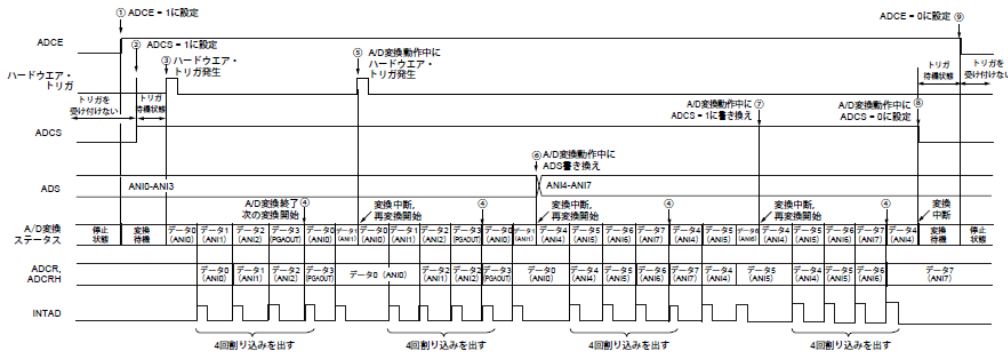 ① ADCE = 1に設定
ADCE = 0に設定 ⑨
ADCE
② ADCS = 1に設定
③ ハードウエア・
トリガ発生
⑤ A/D変換動作中に
ハードウエア・
トリガ発生
ハードウエア・
トリガ
トリガを
受け付けない
トリガ
待機状態
トリガ
待機状態
トリガを
受け付けない
A/D変換動作中に ⑦
ADCS = 1に書き換え
A/D変換動作中に ⑧
ADCS = 0に設定
ADCS
⑥ A/D変換動作中に
ADS書き換え
ADS
ANI0-ANI3
ANI4-ANI7
A/D変換終了 ④
次の変換開始
変換中断,
再変換開始
④
変換中断,
再変換開始
④
変換中断,
再変換開始
④
変換
中断
A/D変換
ステータス
停止
状態
変換
待機
データ0
(ANI0)
データ1
(ANI1)
データ2
(ANI2)
データ3
(PGAOUT)
データ0
(ANI0)
データ1
(ANI1)
データ0
(ANI0)
データ1
(ANI1)
データ2
(ANI2)
データ3
(PGAOUT)
データ0
(ANI0)
データ1
(ANI1)
データ4
(ANI4)
データ5
(ANI5)
データ6
(ANI6)
データ7
(ANI7)
データ4
(ANI4)
データ5
(ANI5)
データ6
(ANI6)
データ4
(ANI4)
データ5
(ANI5)
データ6
(ANI6)
データ7
(ANI7)
データ4
(ANI4)
変換
待機
停止
状態
ADCR,
ADCRH
データ0
(ANI0)
データ1
(ANI1)
データ2
(ANI2)
データ3
(PGAOUT)
データ0 (ANI0)
データ2
(ANI1)
データ2
(ANI2)
データ3
(PGAOUT)
データ0
(ANI0)
データ4
(ANI4)
データ5
(ANI5)
データ6
(ANI6)
データ7
(ANI7)
データ4
(ANI4)
データ5
(ANI5)
データ4
(ANI4)
データ5
(ANI5)
データ6
(ANI6)
データ7
(ANI7)
INTAD
4回割り込みを出す
4回割り込みを出す
4回割り込みを出す
4回割り込みを出す